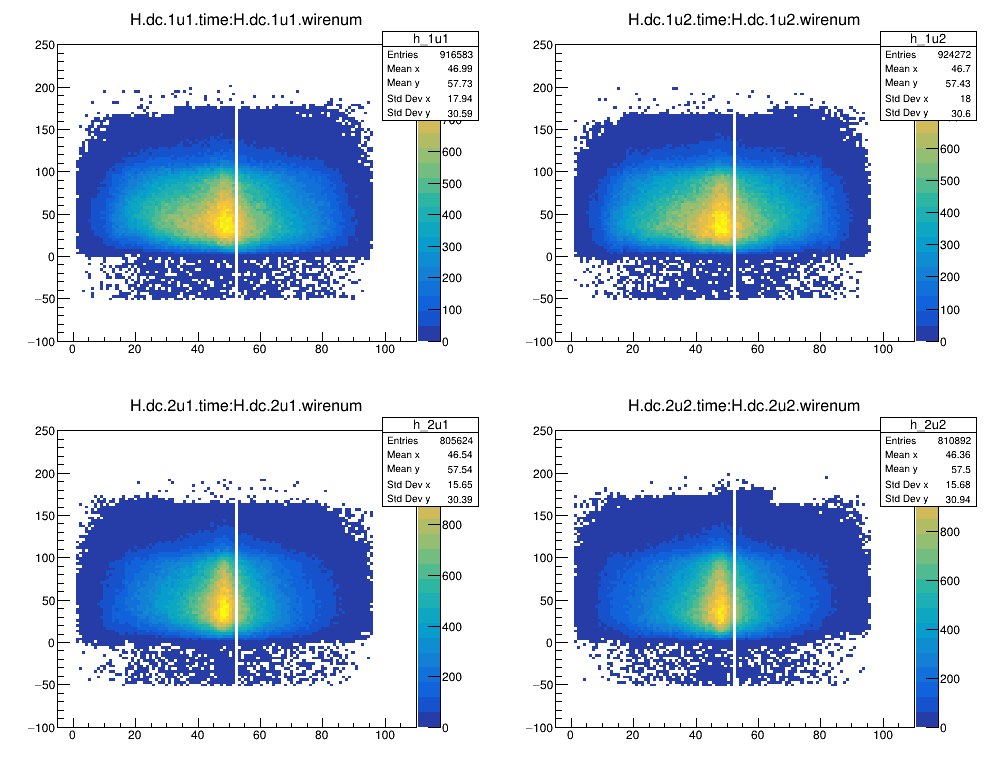 H.dc.1u1.time:H.dc.1u1.wirenum
h_1u1
Entries 916583
Mean x 46.99
Mean y 57.73
Std Dev x 17.94
Std Dev y 30.59
250
200
150
100
50
0
−50
−100
0 20 40 60 80 100
700
600
500
400
300
200
100
0
H.dc.1u2.time:H.dc.1u2.wirenum
h_1u2
Entries 924272
Mean x 46.7
Mean y 57.43
Std Dev x 18
Std Dev y 30.6
250
200
150
100
50
0
−50
−100
0 20 40 60 80 100
600
500
400
300
200
100
0
H.dc.2u1.time:H.dc.2u1.wirenum
h_2u1
Entries 805624
Mean x 46.54
Mean y 57.54
Std Dev x 15.65
Std Dev y 30.39
250
200
150
100
50
0
−50
−100
0 20 40 60 80 100
800
600
400
200
0
H.dc.2u2.time:H.dc.2u2.wirenum
h_2u2
Entries 810892
Mean x 46.36
Mean y 57.5
Std Dev x 15.68
Std Dev y 30.94
250
200
150
100
50
0
−50
−100
0 20 40 60 80 100
800
600
400
200
0